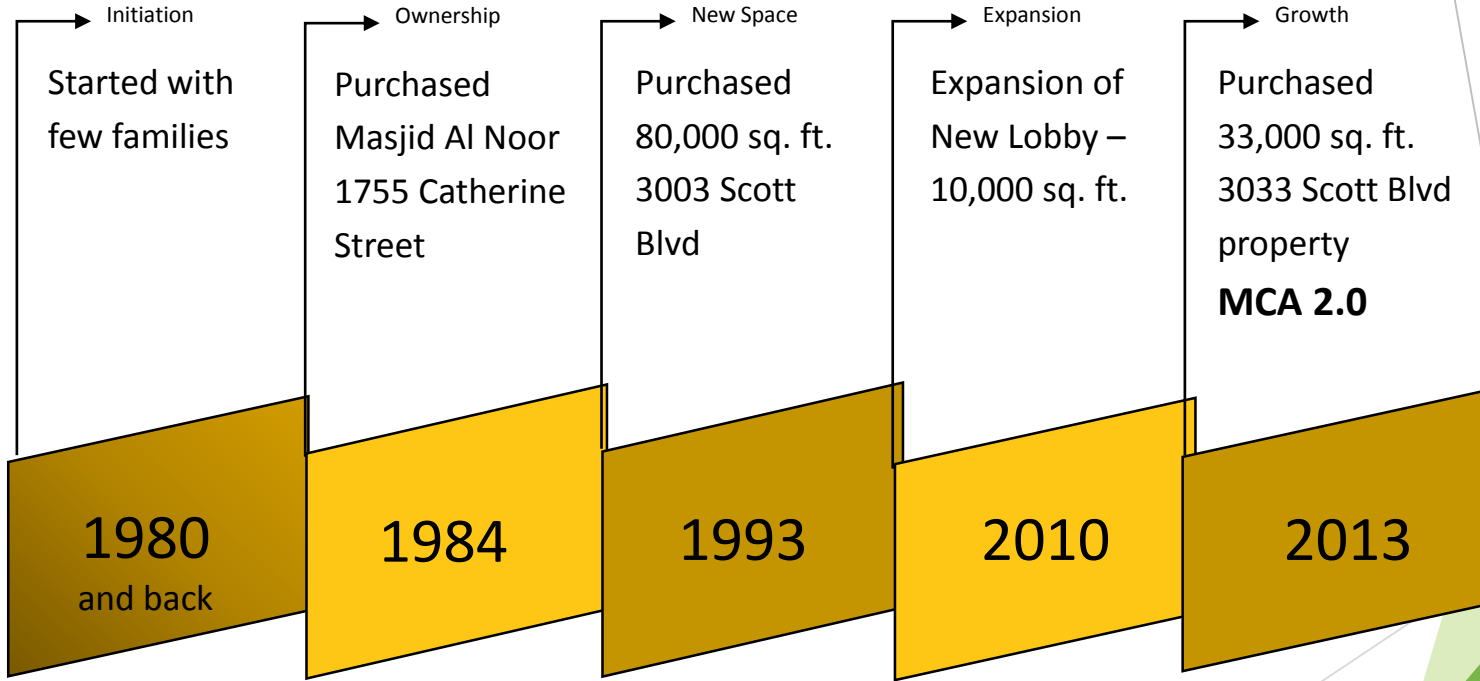 Initiation
Started with
few families
1980
and back
Ownership
Purchased
Masjid Al Noor
1755 Catherine
Street
1984
New Space
Purchased
80,000 sq. ft.
3003 Scott
Blvd
1993
Expansion
Expansion of
New Lobby –
10,000 sq. ft.
2010
Growth
Purchased
33,000 sq. ft.
3033 Scott Blvd
property
MCA 2.0
2013